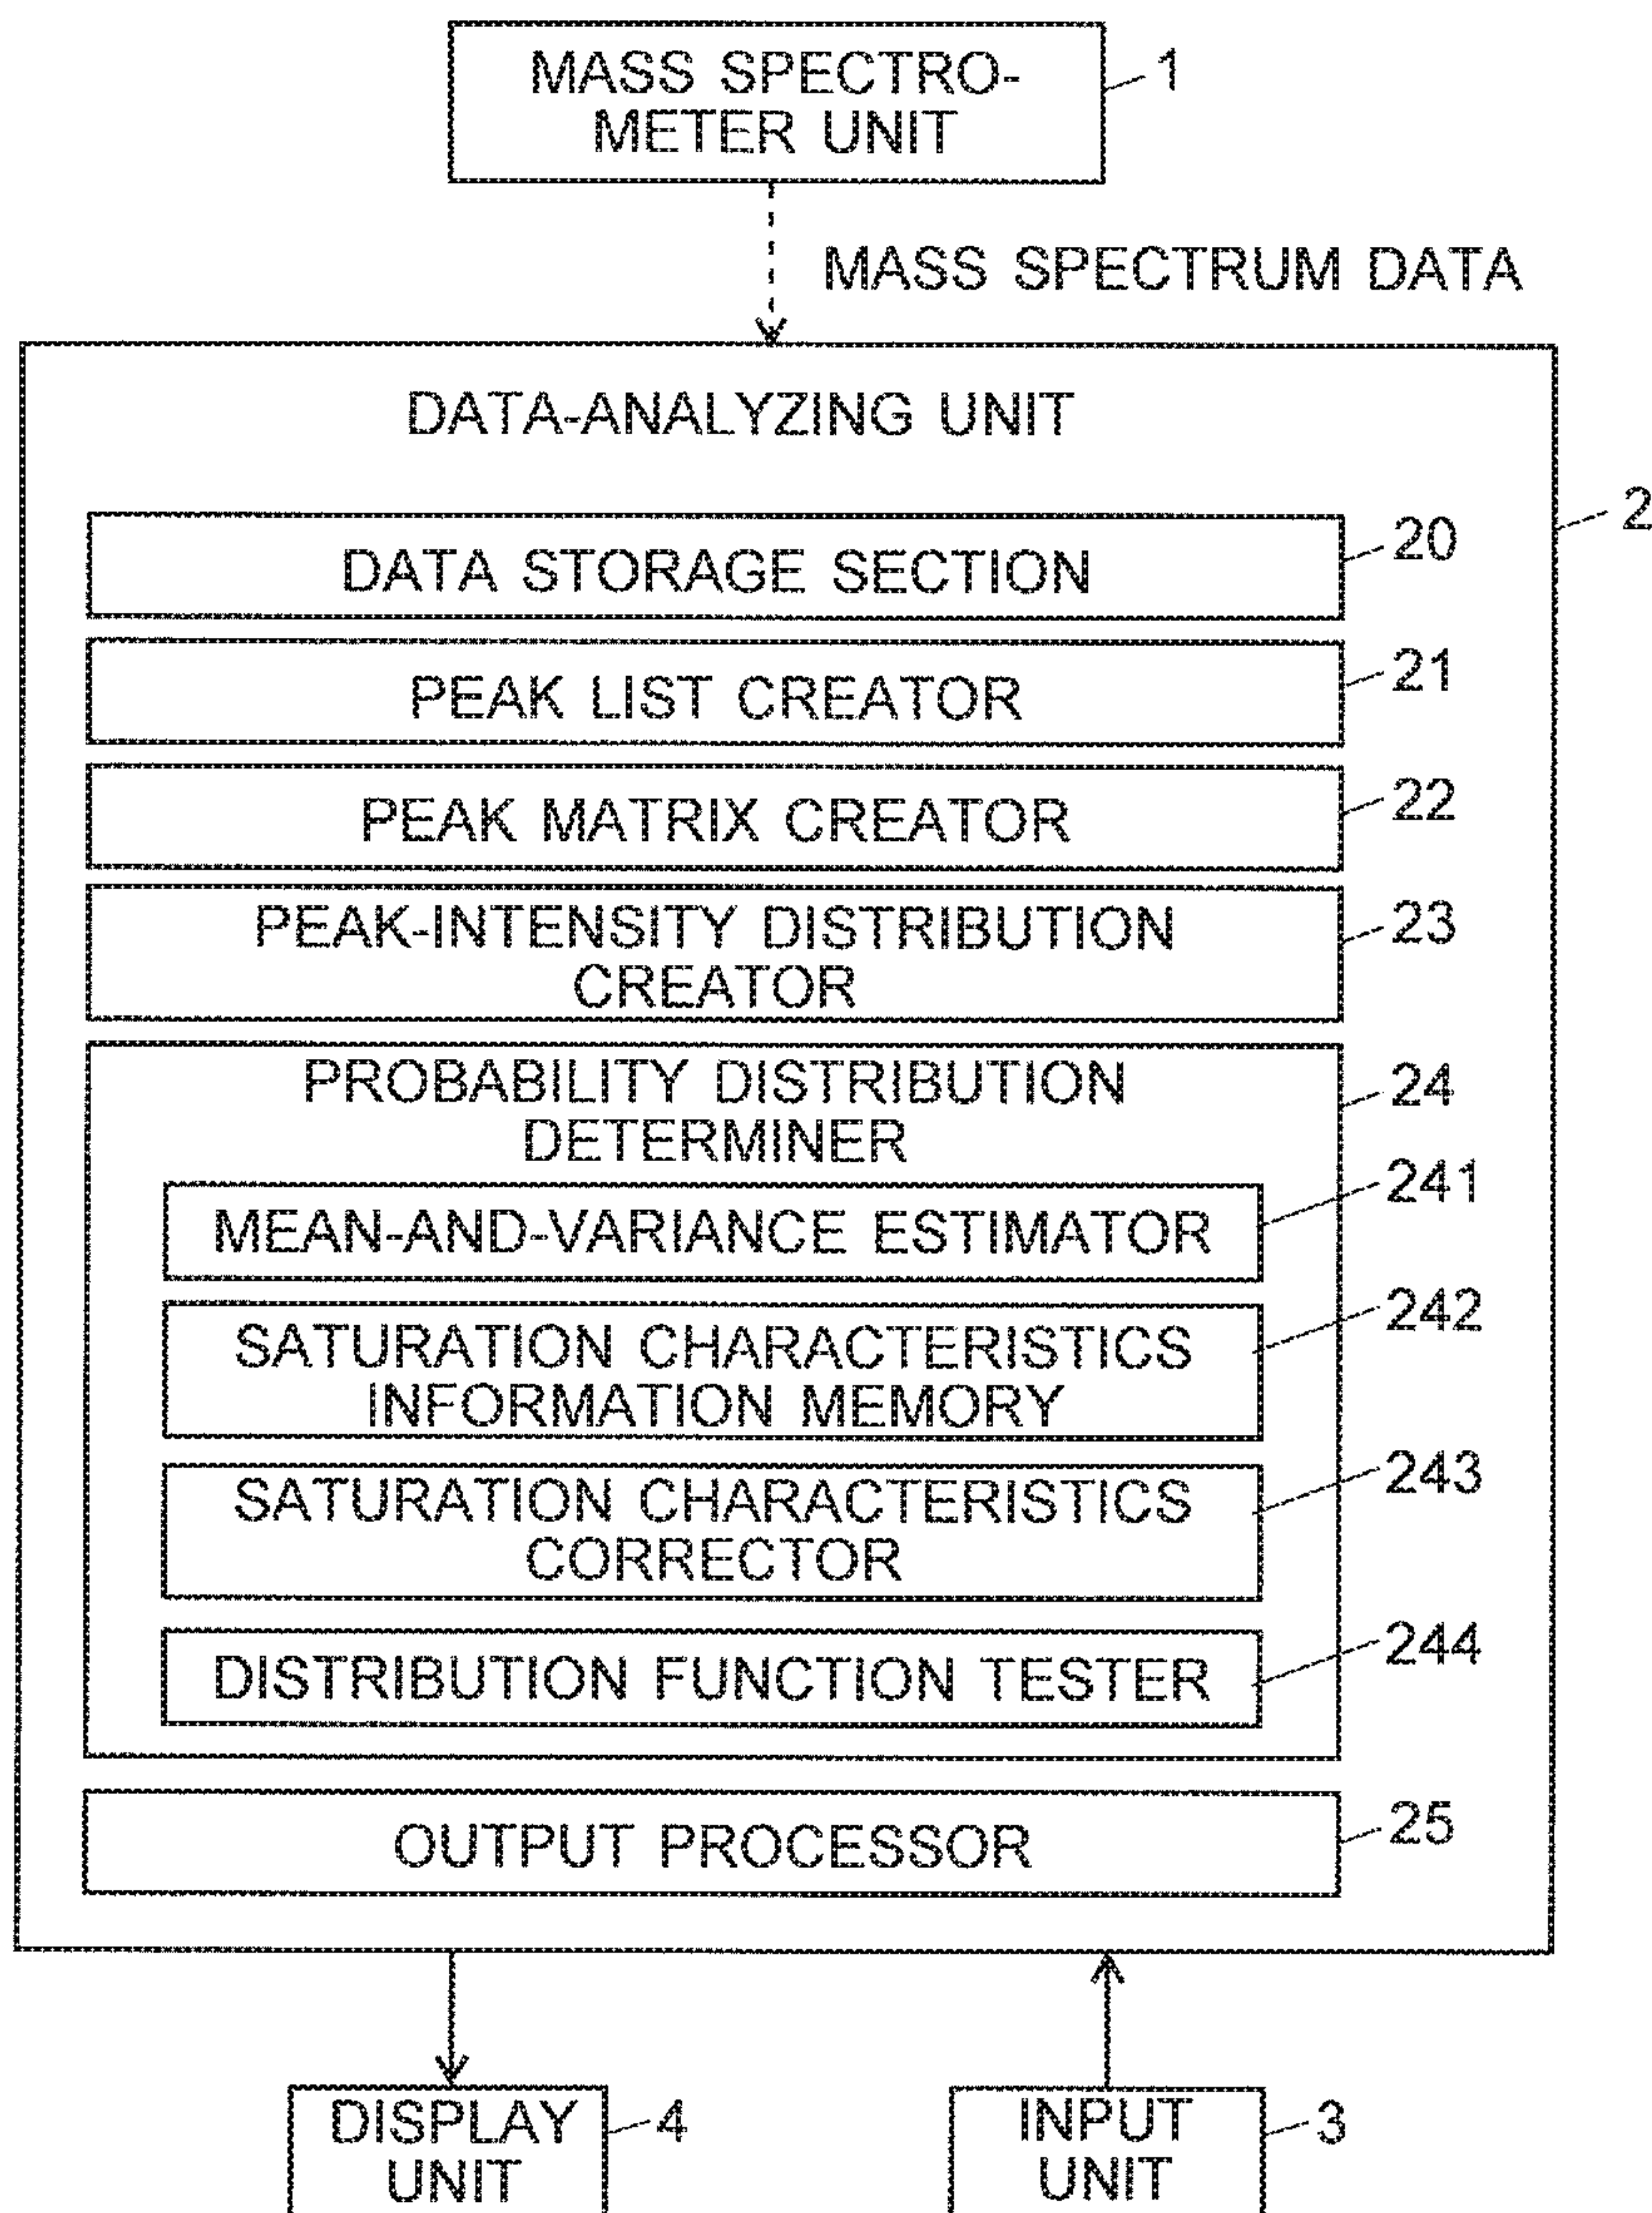 MASS SPECTRO-
METER UNIT
1
MASS SPECTRUM DATA
DATA-ANALYZING UNIT
2
DATA STORAGE SECTION
20
PEAK LIST CREATOR
21
PEAK MATRIX CREATOR
22
PEAK-INTENSITY DISTRIBUTION
CREATOR
23
PROBABILITY DISTRIBUTION
DETERMINER
24
MEAN-AND-VARIANCE ESTIMATOR
241
SATURATION CHARACTERISTICS
INFORMATION MEMORY
242
SATURATION CHARACTERISTICS
CORRECTOR
243
DISTRIBUTION FUNCTION TESTER
244
OUTPUT PROCESSOR
25
DISPLAY
UNIT
4
INPUT
UNIT
3